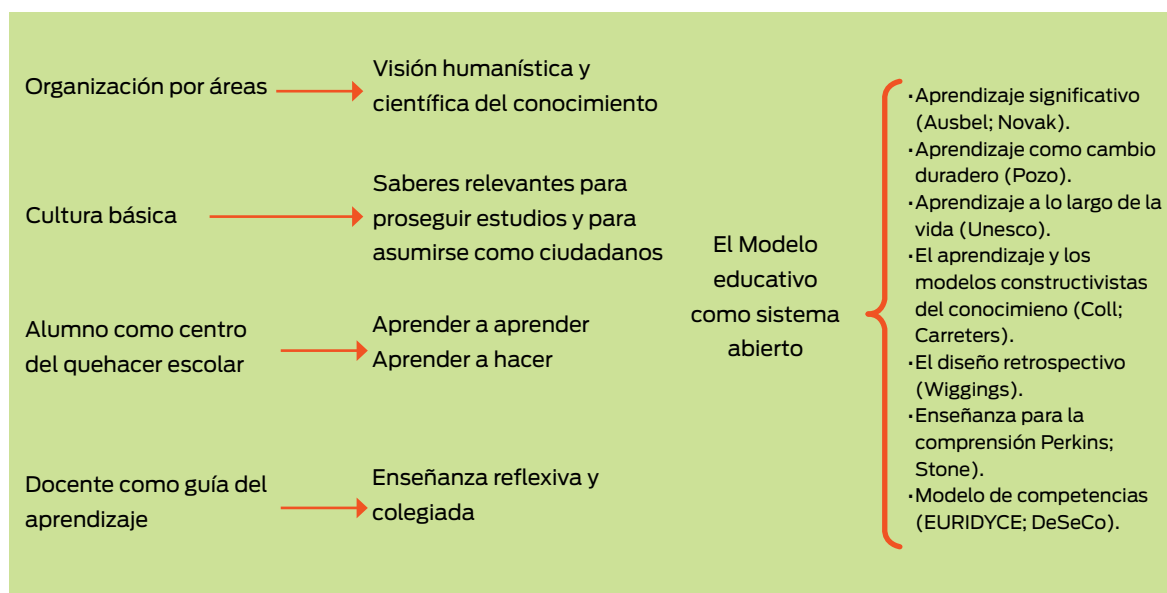 Organización por áreas
Visión humanística y
científica del conocimiento
Cultura básica
Saberes relevantes para
proseguir estudios y para
asumirse como ciudadanos
Alumno como centro
del quehacer escolar
Aprender a aprender
Aprender a hacer
Docente como guía del
aprendizaje
Enseñanza reflexiva y
colegiada
El Modelo
educativo
como sistema
abierto
·Aprendizaje significativo
(Ausbel; Novak).
·Aprendizaje como cambio
duradero (Pozo).
·Aprendizaje a lo largo de la
vida (Unesco).
·El aprendizaje y los
modelos constructivistas
del conocimieno (Coll;
Carreters).
·El diseño retrospectivo
(Wiggings).
·Enseñanza para la
comprensión Perkins;
Stone).
·Modelo de competencias
(EURIDYCE; DeSeCo).